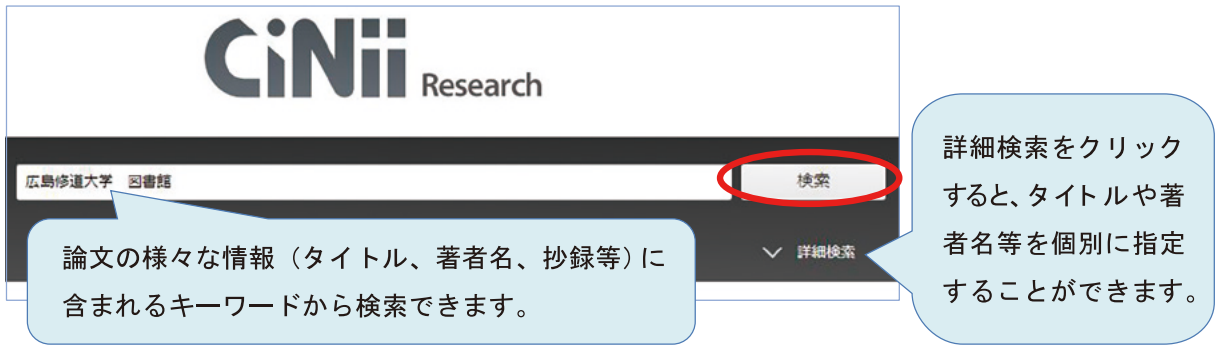 CiNii Research
広島修道大学　図書館
検索
詳細検索
論文の様々な情報（タイトル、著者名、抄録等）に
含まれるキーワードから検索できます。
詳細検索をクリック
すると、タイトルや著
者名等を個別に指定
することができます。